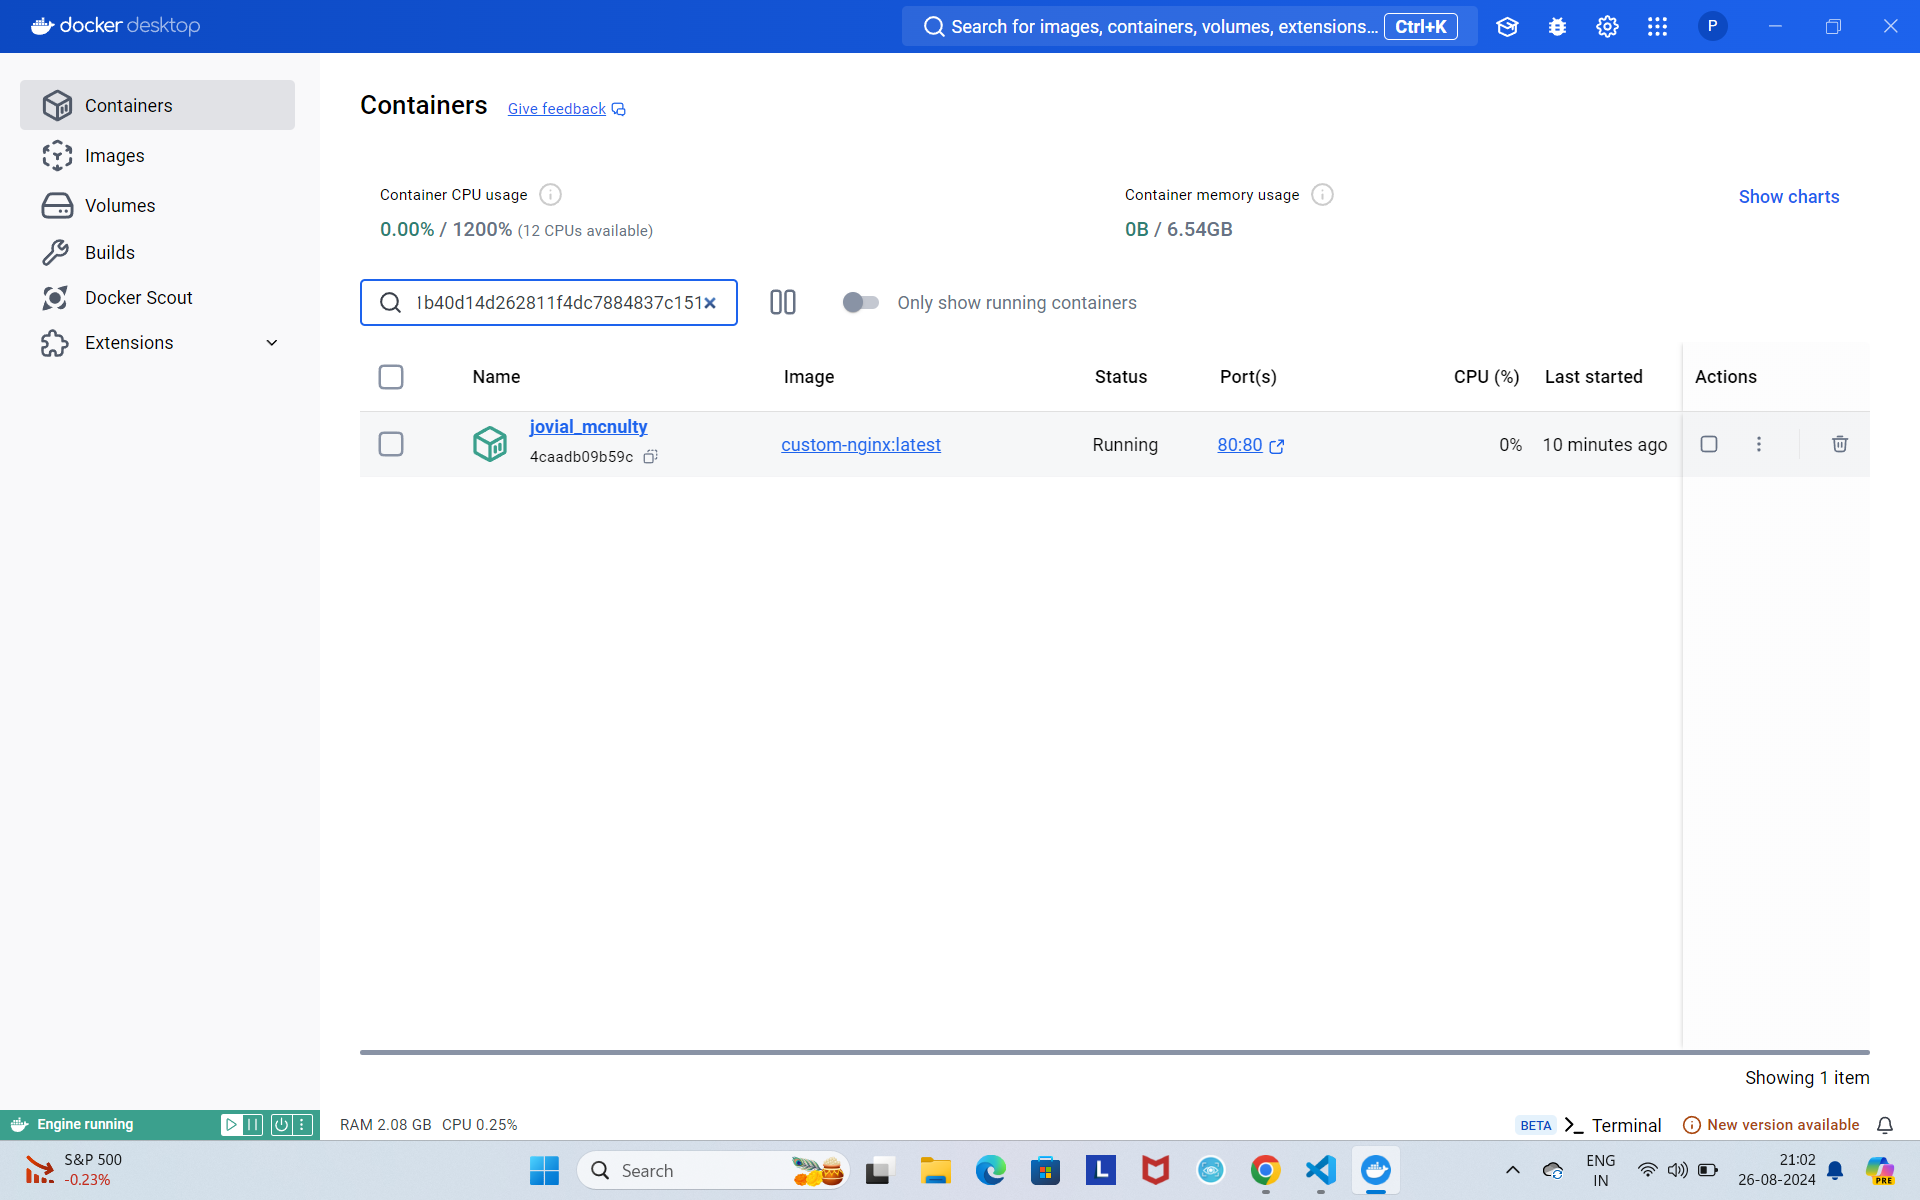 docker desktop
Search for images, containers, volumes, extensions... Ctrl+K
P
Containers
Images
Volumes
Builds
Docker Scout
Extensions
Containers Give feedback
Container CPU usage
0.00% / 1200% (12 CPUs available)
Container memory usage
0B / 6.54GB
Show charts
1b40d14d262811f4dc7884837c151
Only show running containers
Name Image Status Port(s) CPU (%) Last started Actions
jovial_mcnulty
4caadb09b59c
custom-nginx:latest Running 80:80 0% 10 minutes ago
Showing 1 item
Engine running RAM 2.08 GB CPU 0.25% BETA Terminal New version available
S&P 500
-0.23%
Search
L
ENG
IN
21:02
26-08-2024
PRE